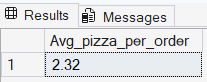 Results Messages
Avg_pizza_per_order
1 2.32